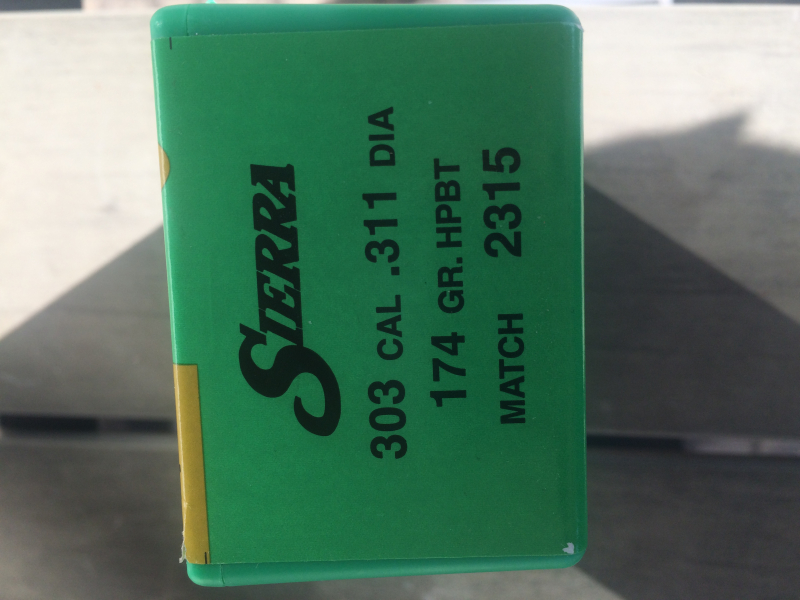 SIERRA
303 CAL .311 DIA
174 GR. HPBT
MATCH 2315